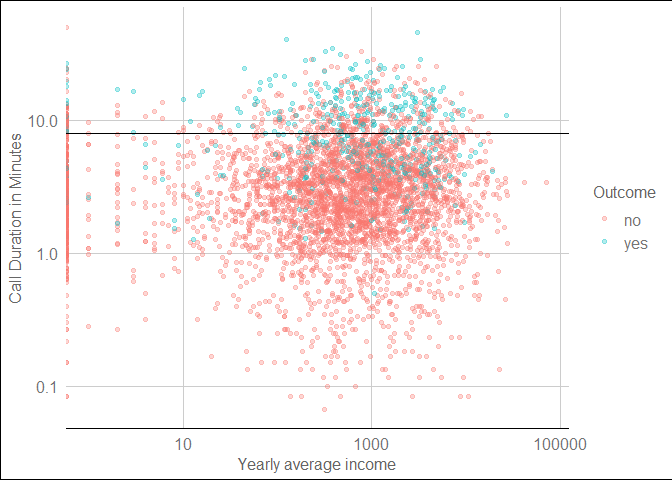 Call Duration in Minutes
10.0
1.0
0.1
10
1000
100000
Yearly average income
Outcome
no
yes